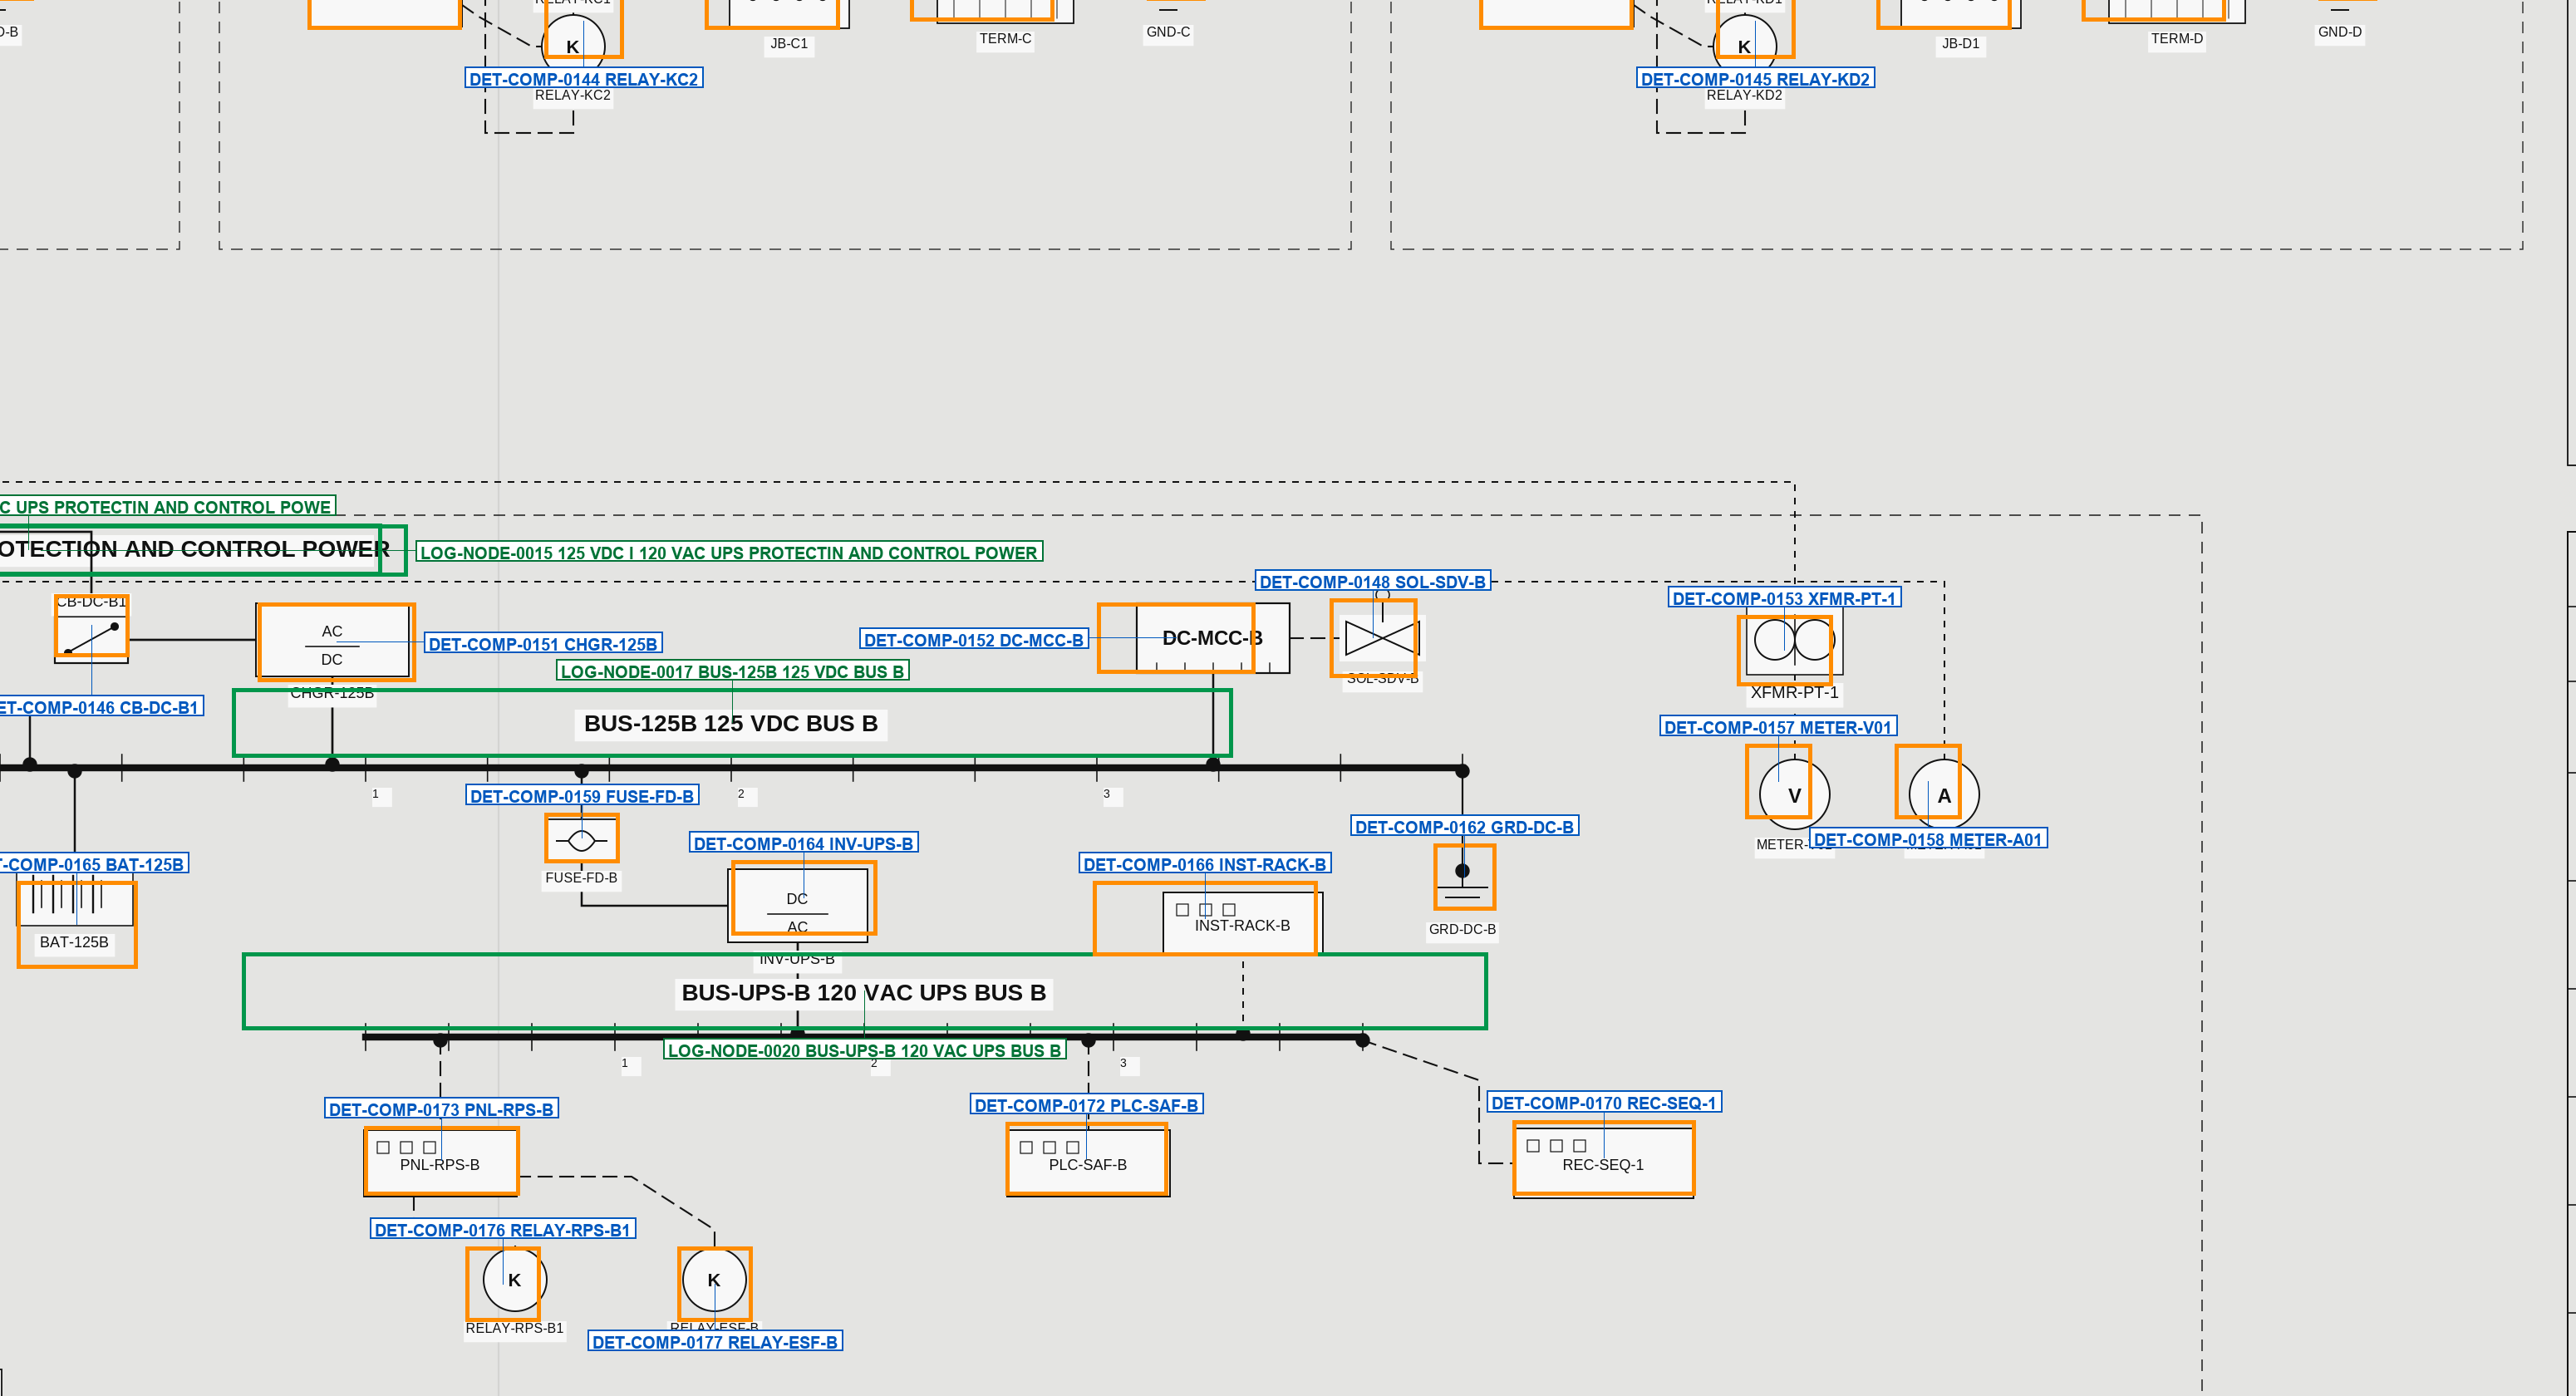 K
JB-C1
TERM-C
GND-C
K
JB-D1
TERM-D
GND-D
DET-COMP-0144 RELAY-KC2
RELAY-KC2
DET-COMP-0145 RELAY-KD2
RELAY-KD2
C UPS PROTECTIN AND CONTROL POWE
OTECTION AND CONTROL POWER
LOG-NODE-0015 125 VDC I 120 VAC UPS PROTECTIN AND CONTROL POWER
DET-COMP-0148 SOL-SDV-B
DET-COMP-0153 XFMR-PT-1
CB-DC-B1
AC
DC
DET-COMP-0151 CHGR-125B
DET-COMP-0152 DC-MCC-B
DC-MCC-B
LOG-NODE-0017 BUS-125B 125 VDC BUS B
SOL-SDV-B
CHGR-125B
XFMR-PT-1
ET-COMP-0146 CB-DC-B1
BUS-125B 125 VDC BUS B
DET-COMP-0157 METER-V01
1
2
3
DET-COMP-0159 FUSE-FD-B
V
A
DET-COMP-0162 GRD-DC-B
DET-COMP-0164 INV-UPS-B
DET-COMP-0158 METER-A01
T-COMP-0165 BAT-125B
DET-COMP-0166 INST-RACK-B
FUSE-FD-B
DC
AC
INST-RACK-B
GRD-DC-B
BAT-125B
INV-UPS-B
BUS-UPS-B 120 VAC UPS BUS B
LOG-NODE-0020 BUS-UPS-B 120 VAC UPS BUS B
1
2
3
DET-COMP-0173 PNL-RPS-B
DET-COMP-0172 PLC-SAF-B
DET-COMP-0170 REC-SEQ-1
PNL-RPS-B
PLC-SAF-B
REC-SEQ-1
DET-COMP-0176 RELAY-RPS-B1
K
K
RELAY-RPS-B1
RELAY-ESF-B
DET-COMP-0177 RELAY-ESF-B